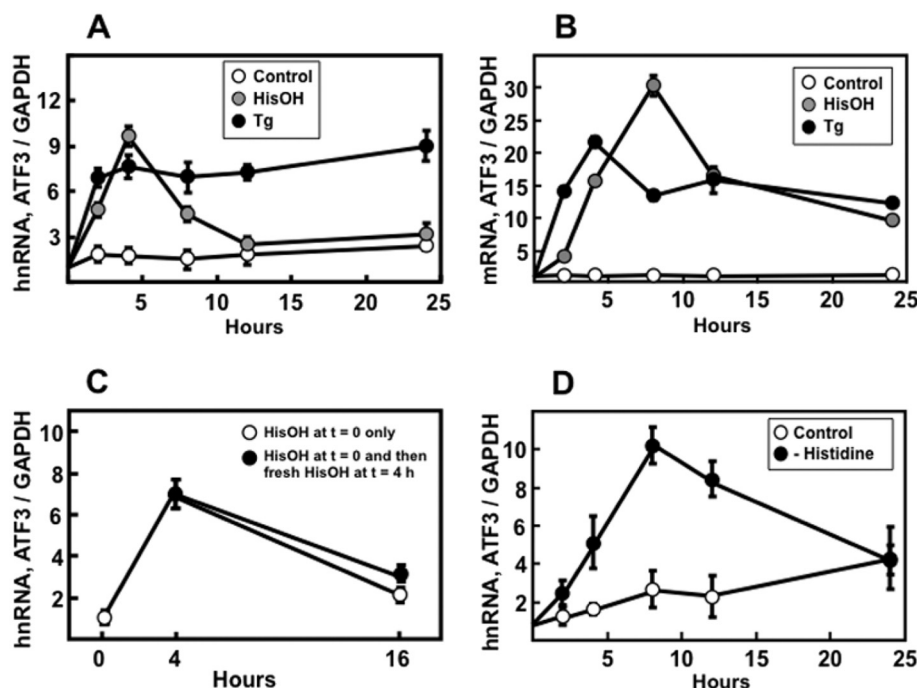 A
hnRNA, ATF3 / GAPDH
12
9
6
3
Control
HisOH
Tg
5
10
15
20
25
Hours
B
mRNA, ATF3 / GAPDH
30
25
20
15
10
5
Control
HisOH
Tg
5
10
15
20
25
Hours
C
hnRNA, ATF3 / GAPDH
10
8
6
4
2
HisOH at t = 0 only
HisOH at t = 0 and then
fresh HisOH at t = 4 h
0
4
16
Hours
D
hnRNA, ATF3 / GAPDH
10
8
6
4
2
Control
- Histidine
5
10
15
20
25
Hours